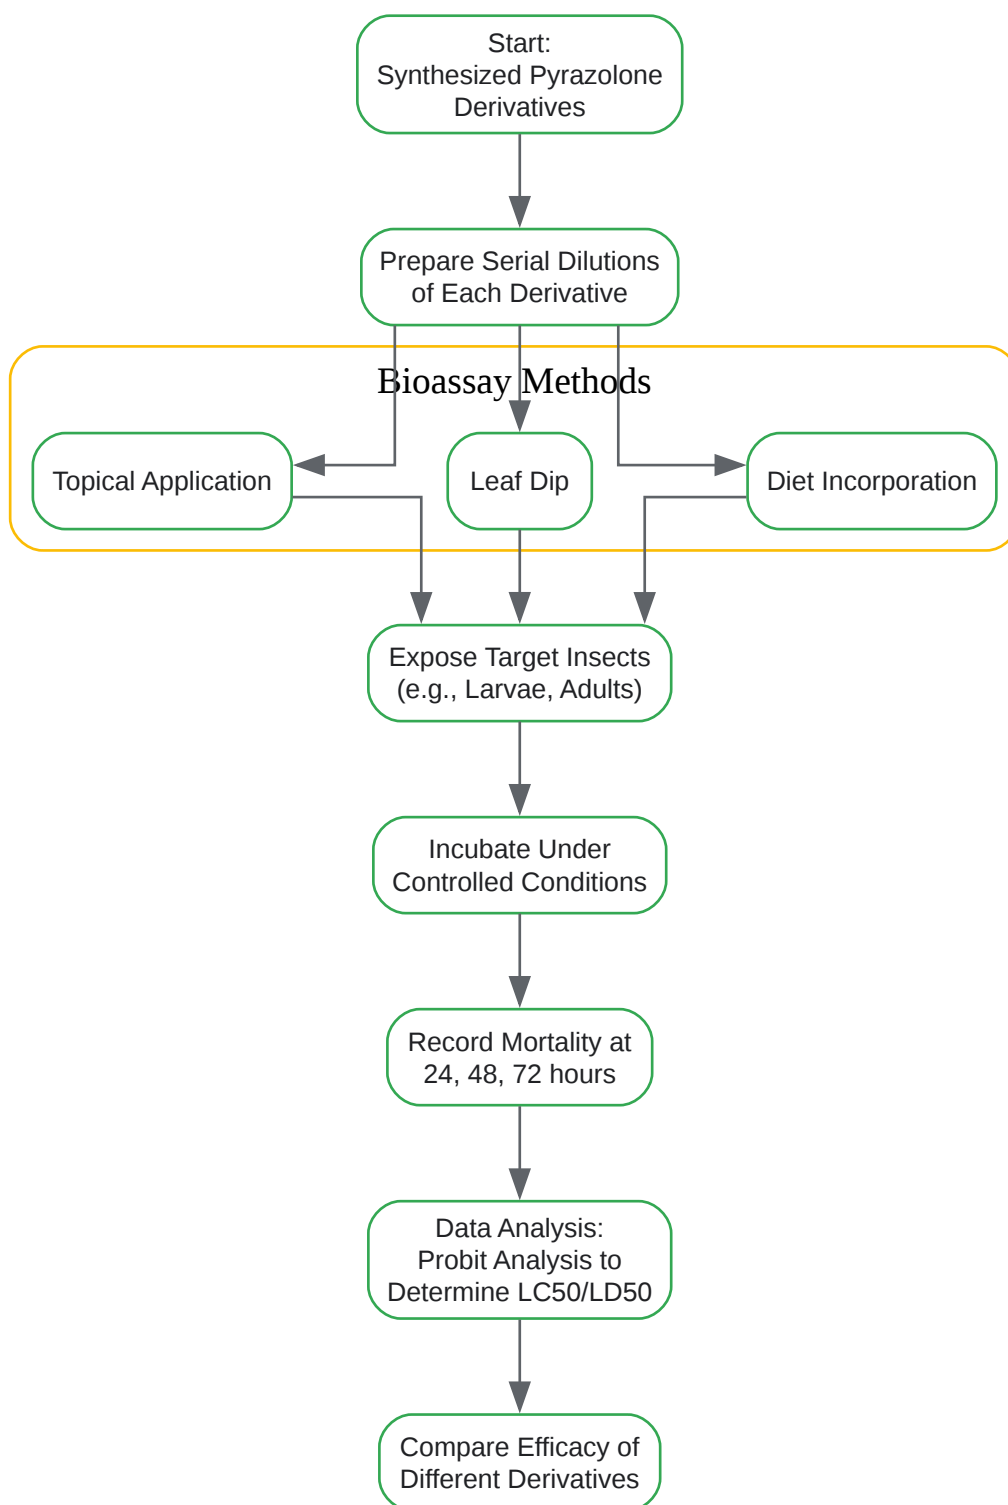 Start:
Synthesized Pyrazolone
Derivatives
Prepare Serial Dilutions
of Each Derivative
Bioassay Methods
Topical Application
Leaf Dip
Diet Incorporation
Expose Target Insects
(e.g., Larvae, Adults)
Incubate Under
Controlled Conditions
Record Mortality at
24, 48, 72 hours
Data Analysis:
Probit Analysis to
Determine LC50/LD50
Compare Efficacy of
Different Derivatives